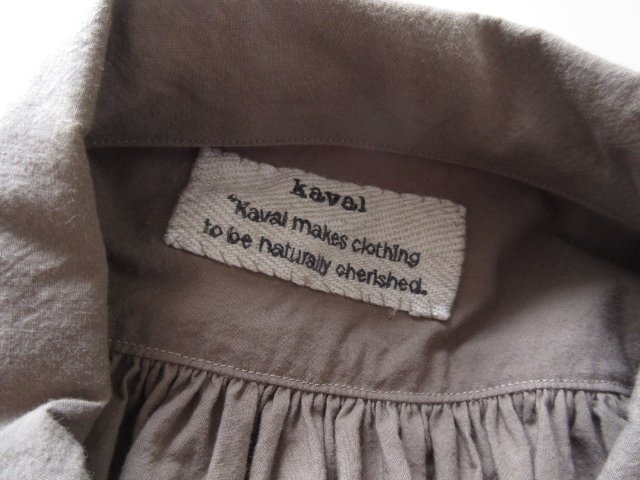 kaval
"Kaval makes clothing
to be naturally cherished.